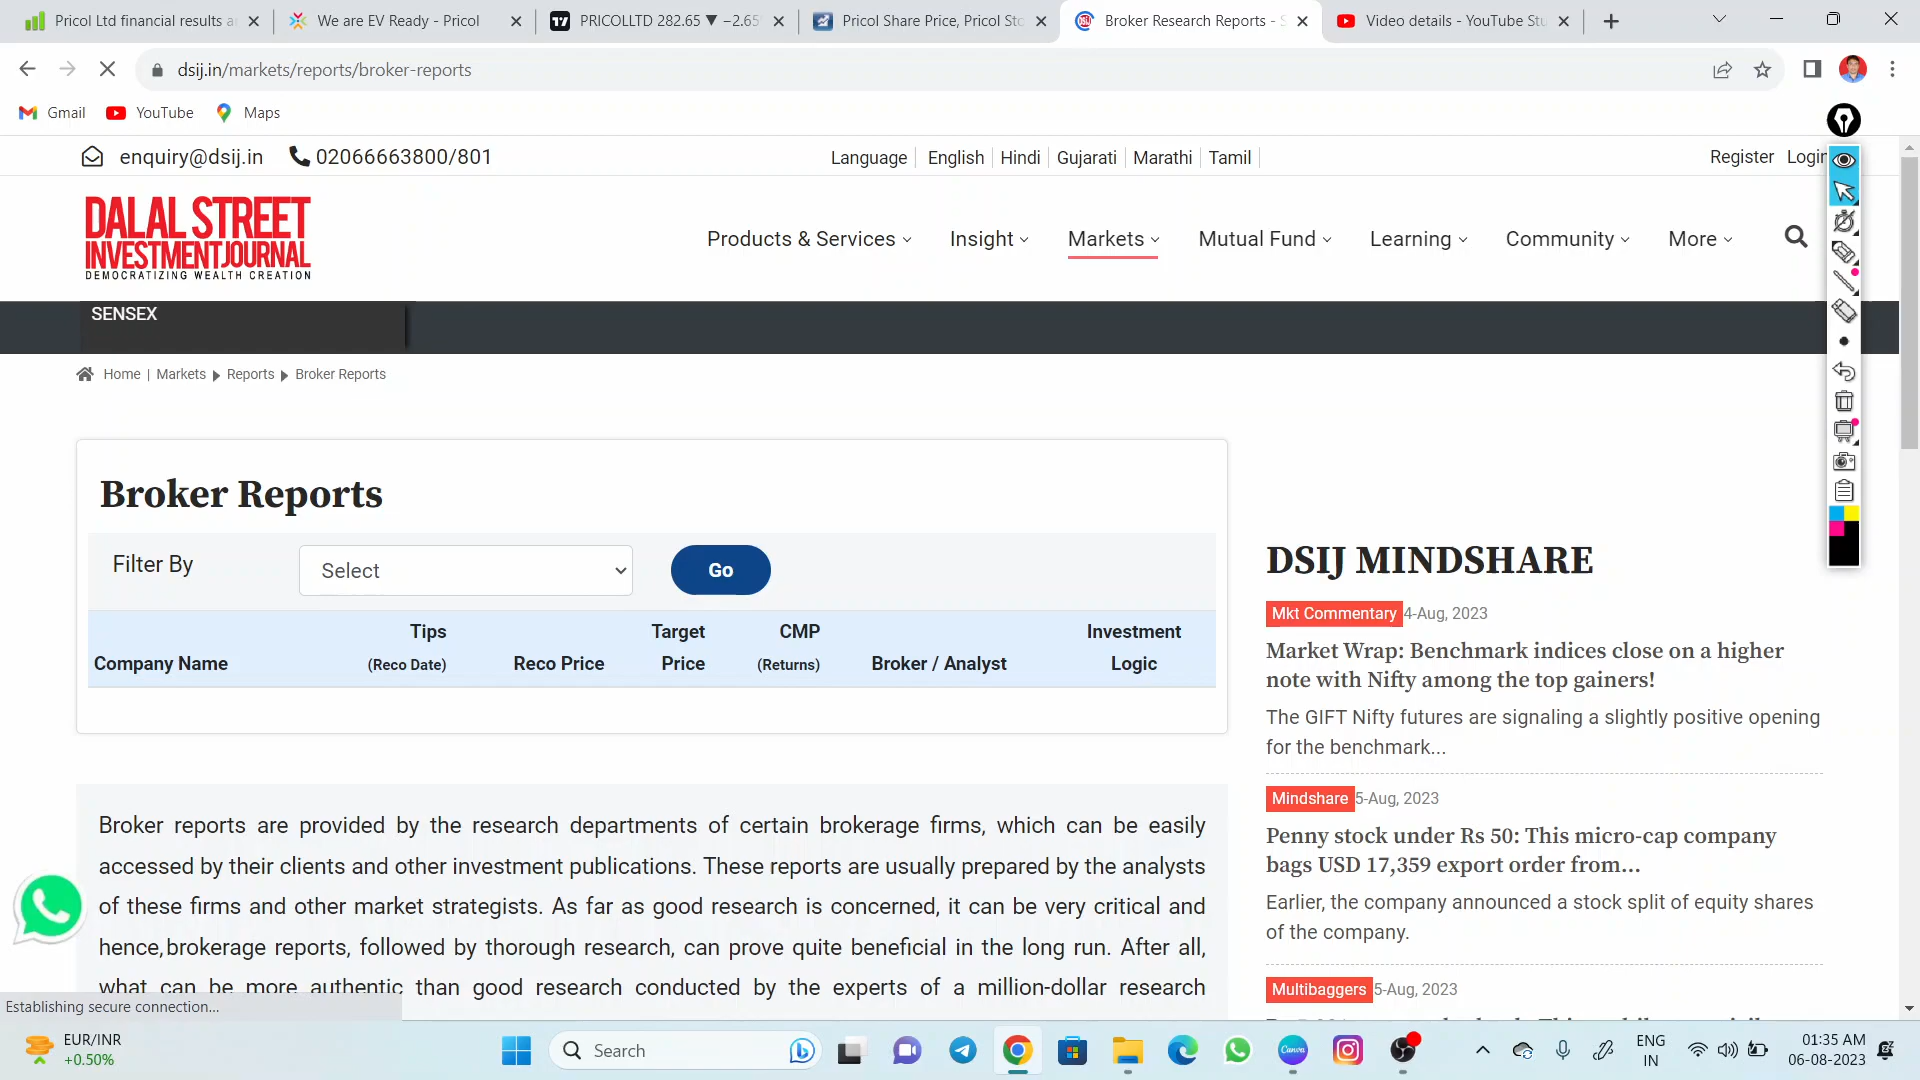 Pricol Ltd financial results a
We are EV Ready - Pricol
PRICOLLTD 282.65 ▼ −2.65
Pricol Share Price, Pricol Sto
Broker Research Reports - S
Video details - YouTube Stu
dsij.in/markets/reports/broker-reports
Gmail YouTube Maps
enquiry@dsij.in 02066663800/801
Language English Hindi Gujarati Marathi Tamil
Register Login
DALAL STREET
INVESTMENT JOURNAL
DEMOCRATIZING WEALTH CREATION
Products & Services Insight Markets Mutual Fund Learning Community More
SENSEX
Home | Markets Reports Broker Reports
Broker Reports
Filter By Select Go
Company Name
Tips
(Reco Date)
Reco Price
Target
Price
CMP
(Returns)
Broker / Analyst
Investment
Logic
Broker reports are provided by the research departments of certain brokerage firms, which can be easily
accessed by their clients and other investment publications. These reports are usually prepared by the analysts
of these firms and other market strategists. As far as good research is concerned, it can be very critical and
hence, brokerage reports, followed by thorough research, can prove quite beneficial in the long run. After all,
what can be more authentic than good research conducted by the experts of a million-dollar research
DSIJ MINDSHARE
Mkt Commentary 4-Aug, 2023
Market Wrap: Benchmark indices close on a higher
note with Nifty among the top gainers!
The GIFT Nifty futures are signaling a slightly positive opening
for the benchmark...
Mindshare 5-Aug, 2023
Penny stock under Rs 50: This micro-cap company
bags USD 17,359 export order from...
Earlier, the company announced a stock split of equity shares
of the company.
Multibaggers 5-Aug, 2023
Establishing secure connection...
EUR/INR
+0.50%
Search
Canva
ENG
IN
01:35 AM
06-08-2023